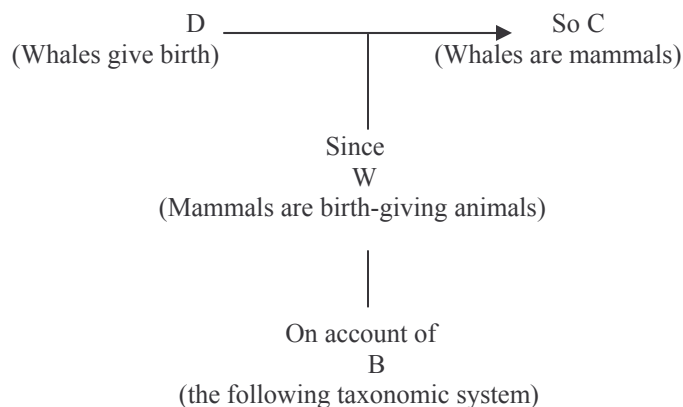 D
So C
(Whales give birth)
(Whales are mammals)
Since
W
(Mammals are birth-giving animals)
On account of
B
(the following taxonomic system)